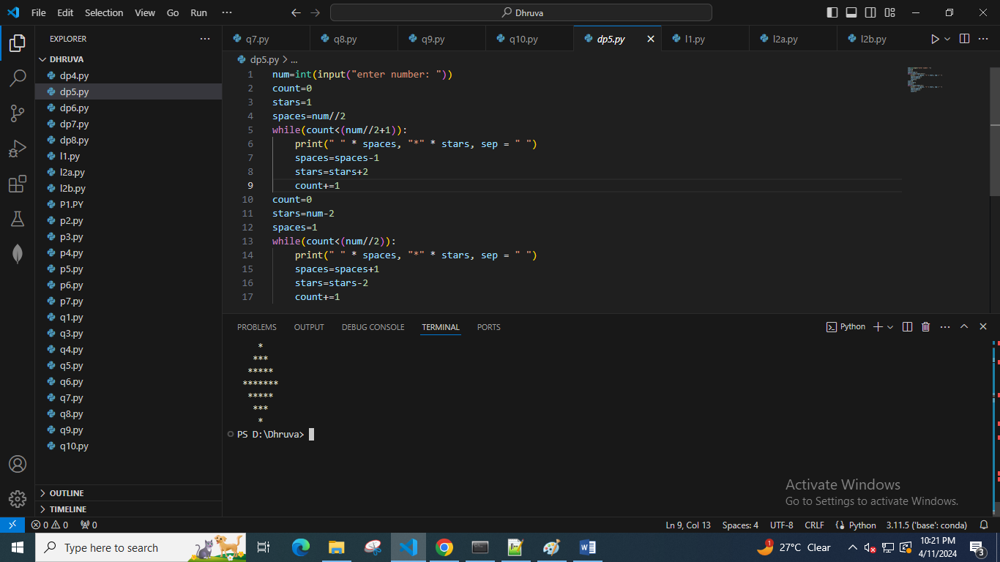 File Edit Selection View Go Run ··· Dhruva
EXPLORER ···
DHRUVA
dp4.py
dp5.py
dp6.py
dp7.py
dp8.py
l1.py
l2a.py
l2b.py
P1.PY
p2.py
p3.py
p4.py
p5.py
p6.py
p7.py
q1.py
q3.py
q4.py
q5.py
q6.py
q7.py
q8.py
q9.py
q10.py
OUTLINE
TIMELINE
q7.py q8.py q9.py q10.py dp5.py l1.py l2a.py l2b.py ···
dp5.py > ...
1 num=int(input("enter number: "))
2 count=0
3 stars=1
4 spaces=num//2
5 while(count<(num//2+1)):
6     print(" " * spaces, "*" * stars, sep = " ")
7     spaces=spaces-1
8     stars=stars+2
9     count+=1
10 count=0
11 stars=num-2
12 spaces=1
13 while(count<(num//2)):
14     print(" " * spaces, "*" * stars, sep = " ")
15     spaces=spaces+1
16     stars=stars-2
17     count+=1
PROBLEMS OUTPUT DEBUG CONSOLE TERMINAL PORTS Python ···
    *
   ***
  *****
 *******
  *****
   ***
    *
PS D:\Dhruva>
Activate Windows
Go to Settings to activate Windows.
0 0 0 Ln 9, Col 13 Spaces: 4 UTF-8 CRLF Python 3.11.5 ('base': conda)
Type here to search 1 27°C Clear 10:21 PM
4/11/2024 3